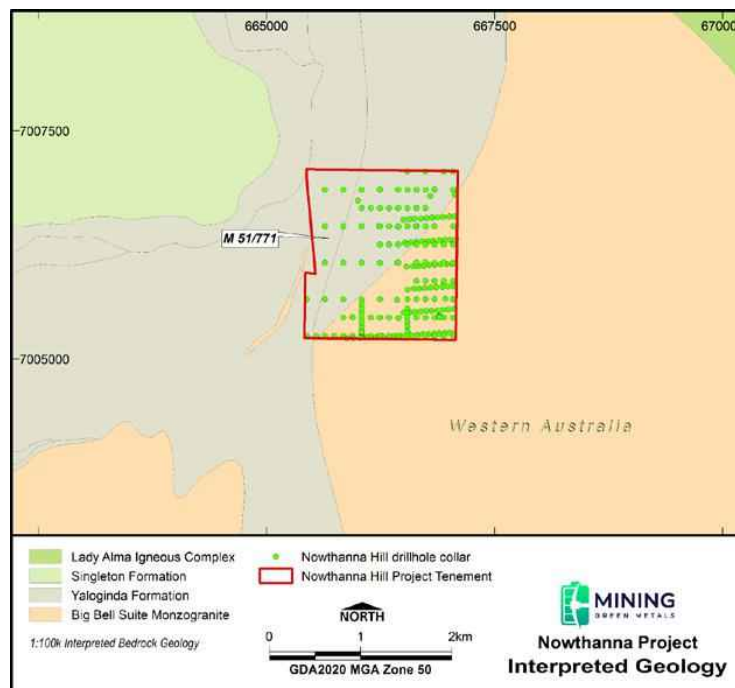 665000 667500 67000
7007500
M 51/771
7005000
Western Australia
Lady Alma Igneous Complex
Singleton Formation
Yaloginda Formation
Big Bell Suite Monzogranite
1:100k Interpreted Bedrock Geology
Nowthanna Hill drillhole collar
Nowthanna Hill Project Tenement
NORTH
0 1 2km
GDA2020 MGA Zone 50
MINING
GREEN METALS
Nowthanna Project
Interpreted Geology